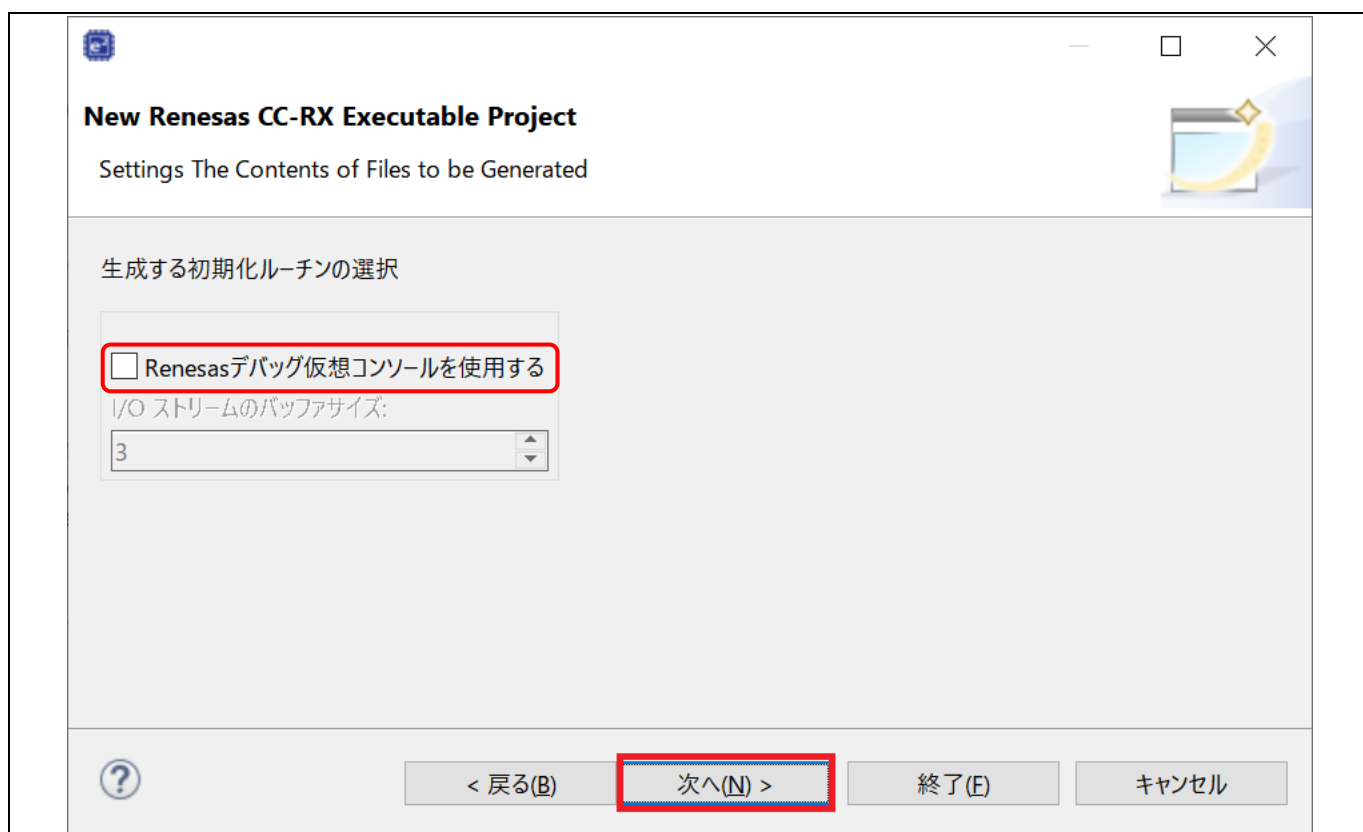 e²
New Renesas CC-RX Executable Project
Settings The Contents of Files to be Generated
生成する初期化ルーチンの選択
Renesasデバッグ仮想コンソールを使用する
I/O ストリームのバッファサイズ:
3
?
< 戻る(B)
次へ(N) >
終了(F)
キャンセル